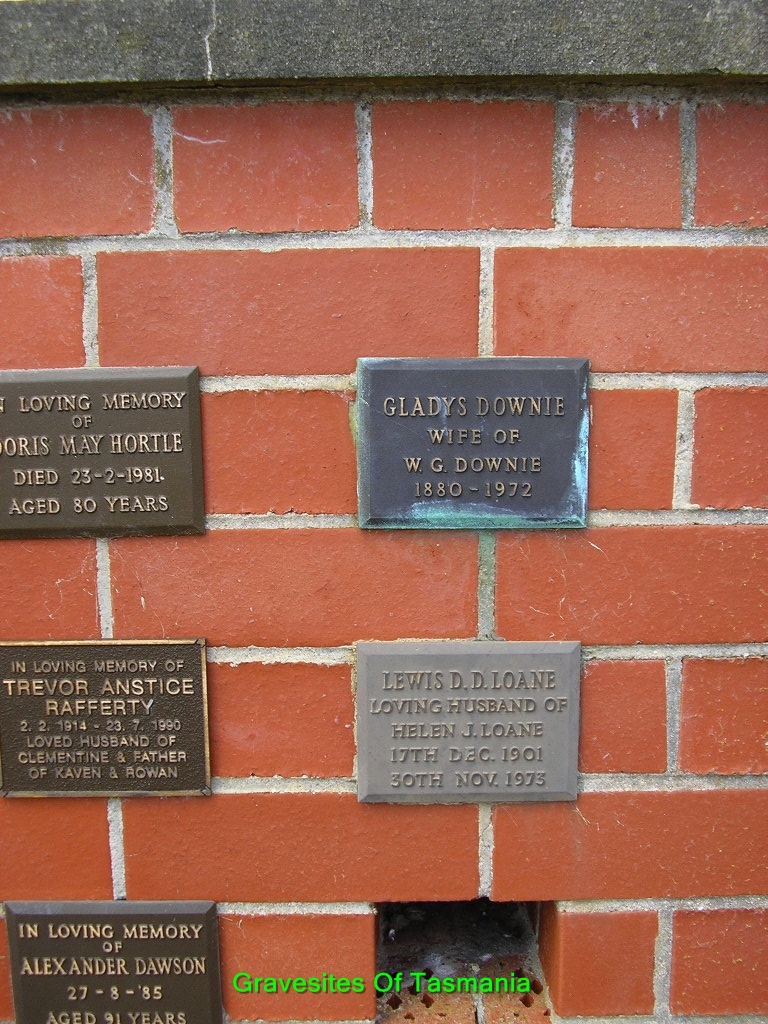 N LOVING MEMORY
OF
DORIS MAY HORTLE
DIED 23-2-1981.
AGED 80 YEARS
GLADYS DOWNIE
WIFE OF
W. G. DOWNIE
1880 - 1972
IN LOVING MEMORY OF
TREVOR ANSTICE
RAFFERTY
2. 2. 1914 - 23. 7. 1990
LOVED HUSBAND OF
CLEMENTINE & FATHER
OF KAVEN & ROWAN
LEWIS D. D. LOANE
LOVING HUSBAND OF
HELEN J. LOANE
17TH DEC. 1901
30TH NOV. 1973
IN LOVING MEMORY
OF
ALEXANDER DAWSON
27 - 8 - '85
AGED 91 YEARS
Gravesites Of Tasmania